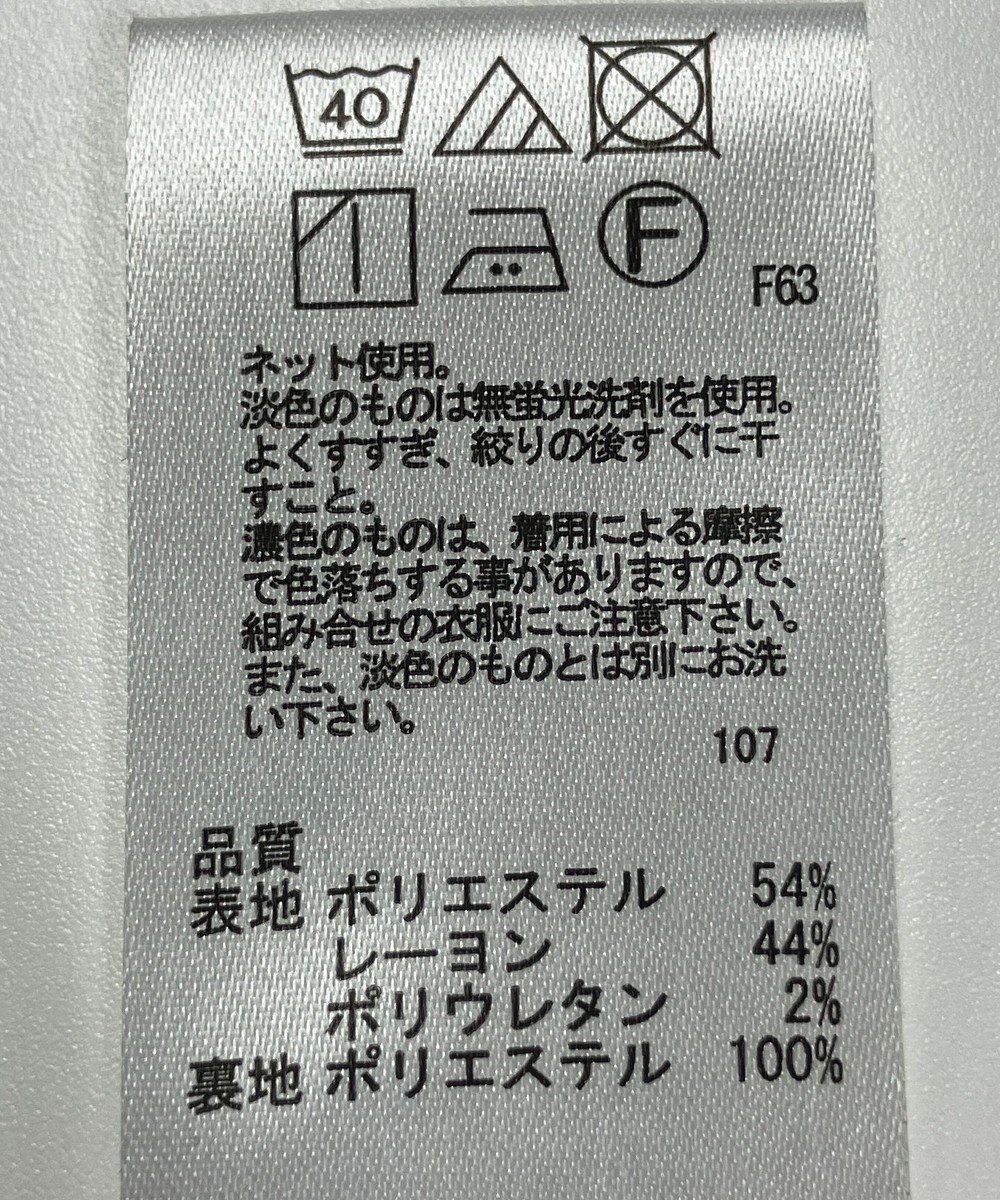 40
F
F63
ネット使用。
淡色のものは無蛍光洗剤を使用。
よくすすぎ、絞りの後すぐに干
すこと。
濃色のものは、着用による摩擦
で色落ちする事がありますので、
組み合せの衣服にご注意下さい。
また、淡色のものとは別にお洗
い下さい。
107
品質
表地 ポリエステル 54%
レーヨン 44%
ポリウレタン 2%
裏地 ポリエステル 100%